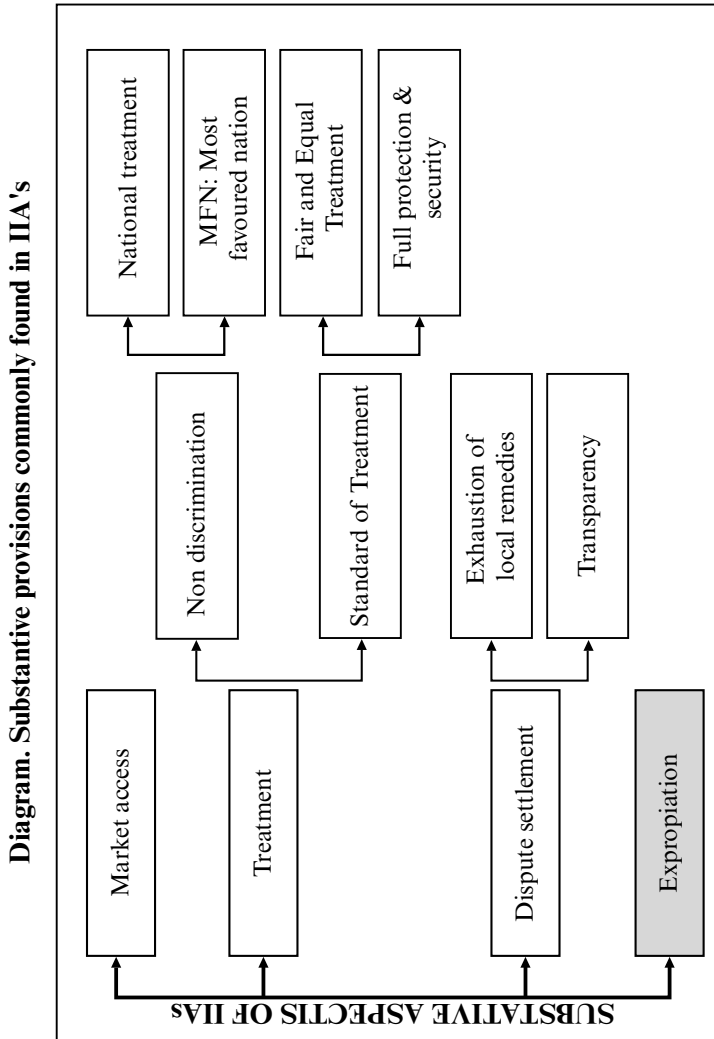 Diagram. Substantive provisions commonly found in IIA's
SUBSTATIVE ASPECTIS OF IIAs
Market access
Treatment
Non discrimination
National treatment
MFN: Most
favoured nation
Standard of Treatment
Fair and Equal
Treatment
Full protection &
security
Dispute settlement
Exhaustion of
local remedies
Transparency
Expropiation